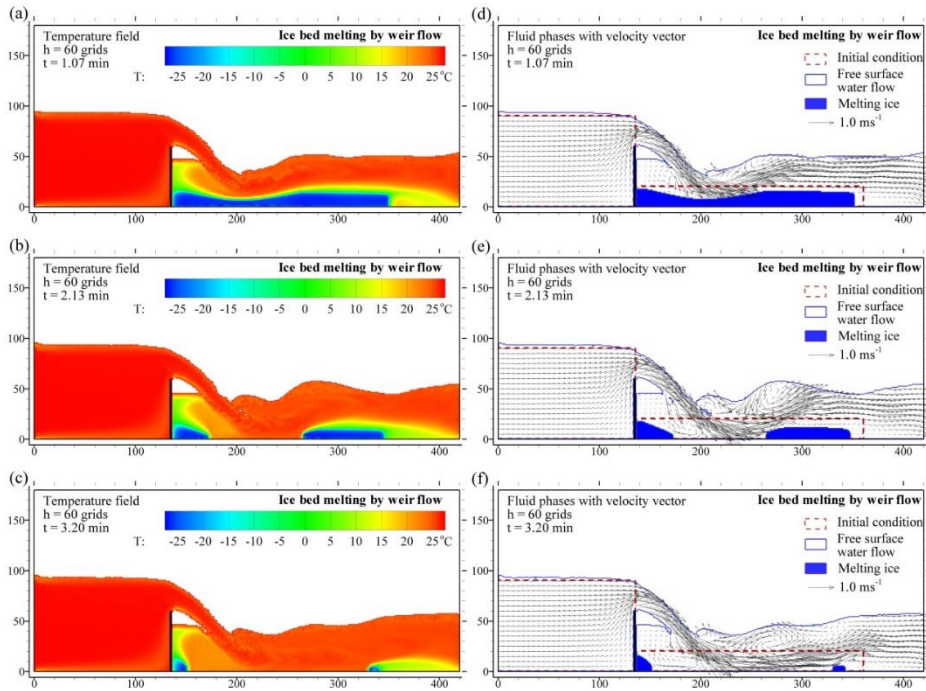 (a)
Temperature field
h = 60 grids
t = 1.07 min
Ice bed melting by weir flow
T: -25 -20 -15 -10 -5 0 5 10 15 20 25°C
150
100
50
0
0 100 200 300 400
(d)
Fluid phases with velocity vector
h = 60 grids
t = 1.07 min
Ice bed melting by weir flow
Initial condition
Free surface
water flow
Melting ice
1.0 ms-1
150
100
50
0
0 100 200 300 400
(b)
Temperature field
h = 60 grids
t = 2.13 min
Ice bed melting by weir flow
T: -25 -20 -15 -10 -5 0 5 10 15 20 25°C
150
100
50
0
0 100 200 300 400
(e)
Fluid phases with velocity vector
h = 60 grids
t = 2.13 min
Ice bed melting by weir flow
Initial condition
Free surface
water flow
Melting ice
1.0 ms-1
150
100
50
0
0 100 200 300 400
(c)
Temperature field
h = 60 grids
t = 3.20 min
Ice bed melting by weir flow
T: -25 -20 -15 -10 -5 0 5 10 15 20 25°C
150
100
50
0
0 100 200 300 400
(f)
Fluid phases with velocity vector
h = 60 grids
t = 3.20 min
Ice bed melting by weir flow
Initial condition
Free surface
water flow
Melting ice
1.0 ms-1
150
100
50
0
0 100 200 300 400